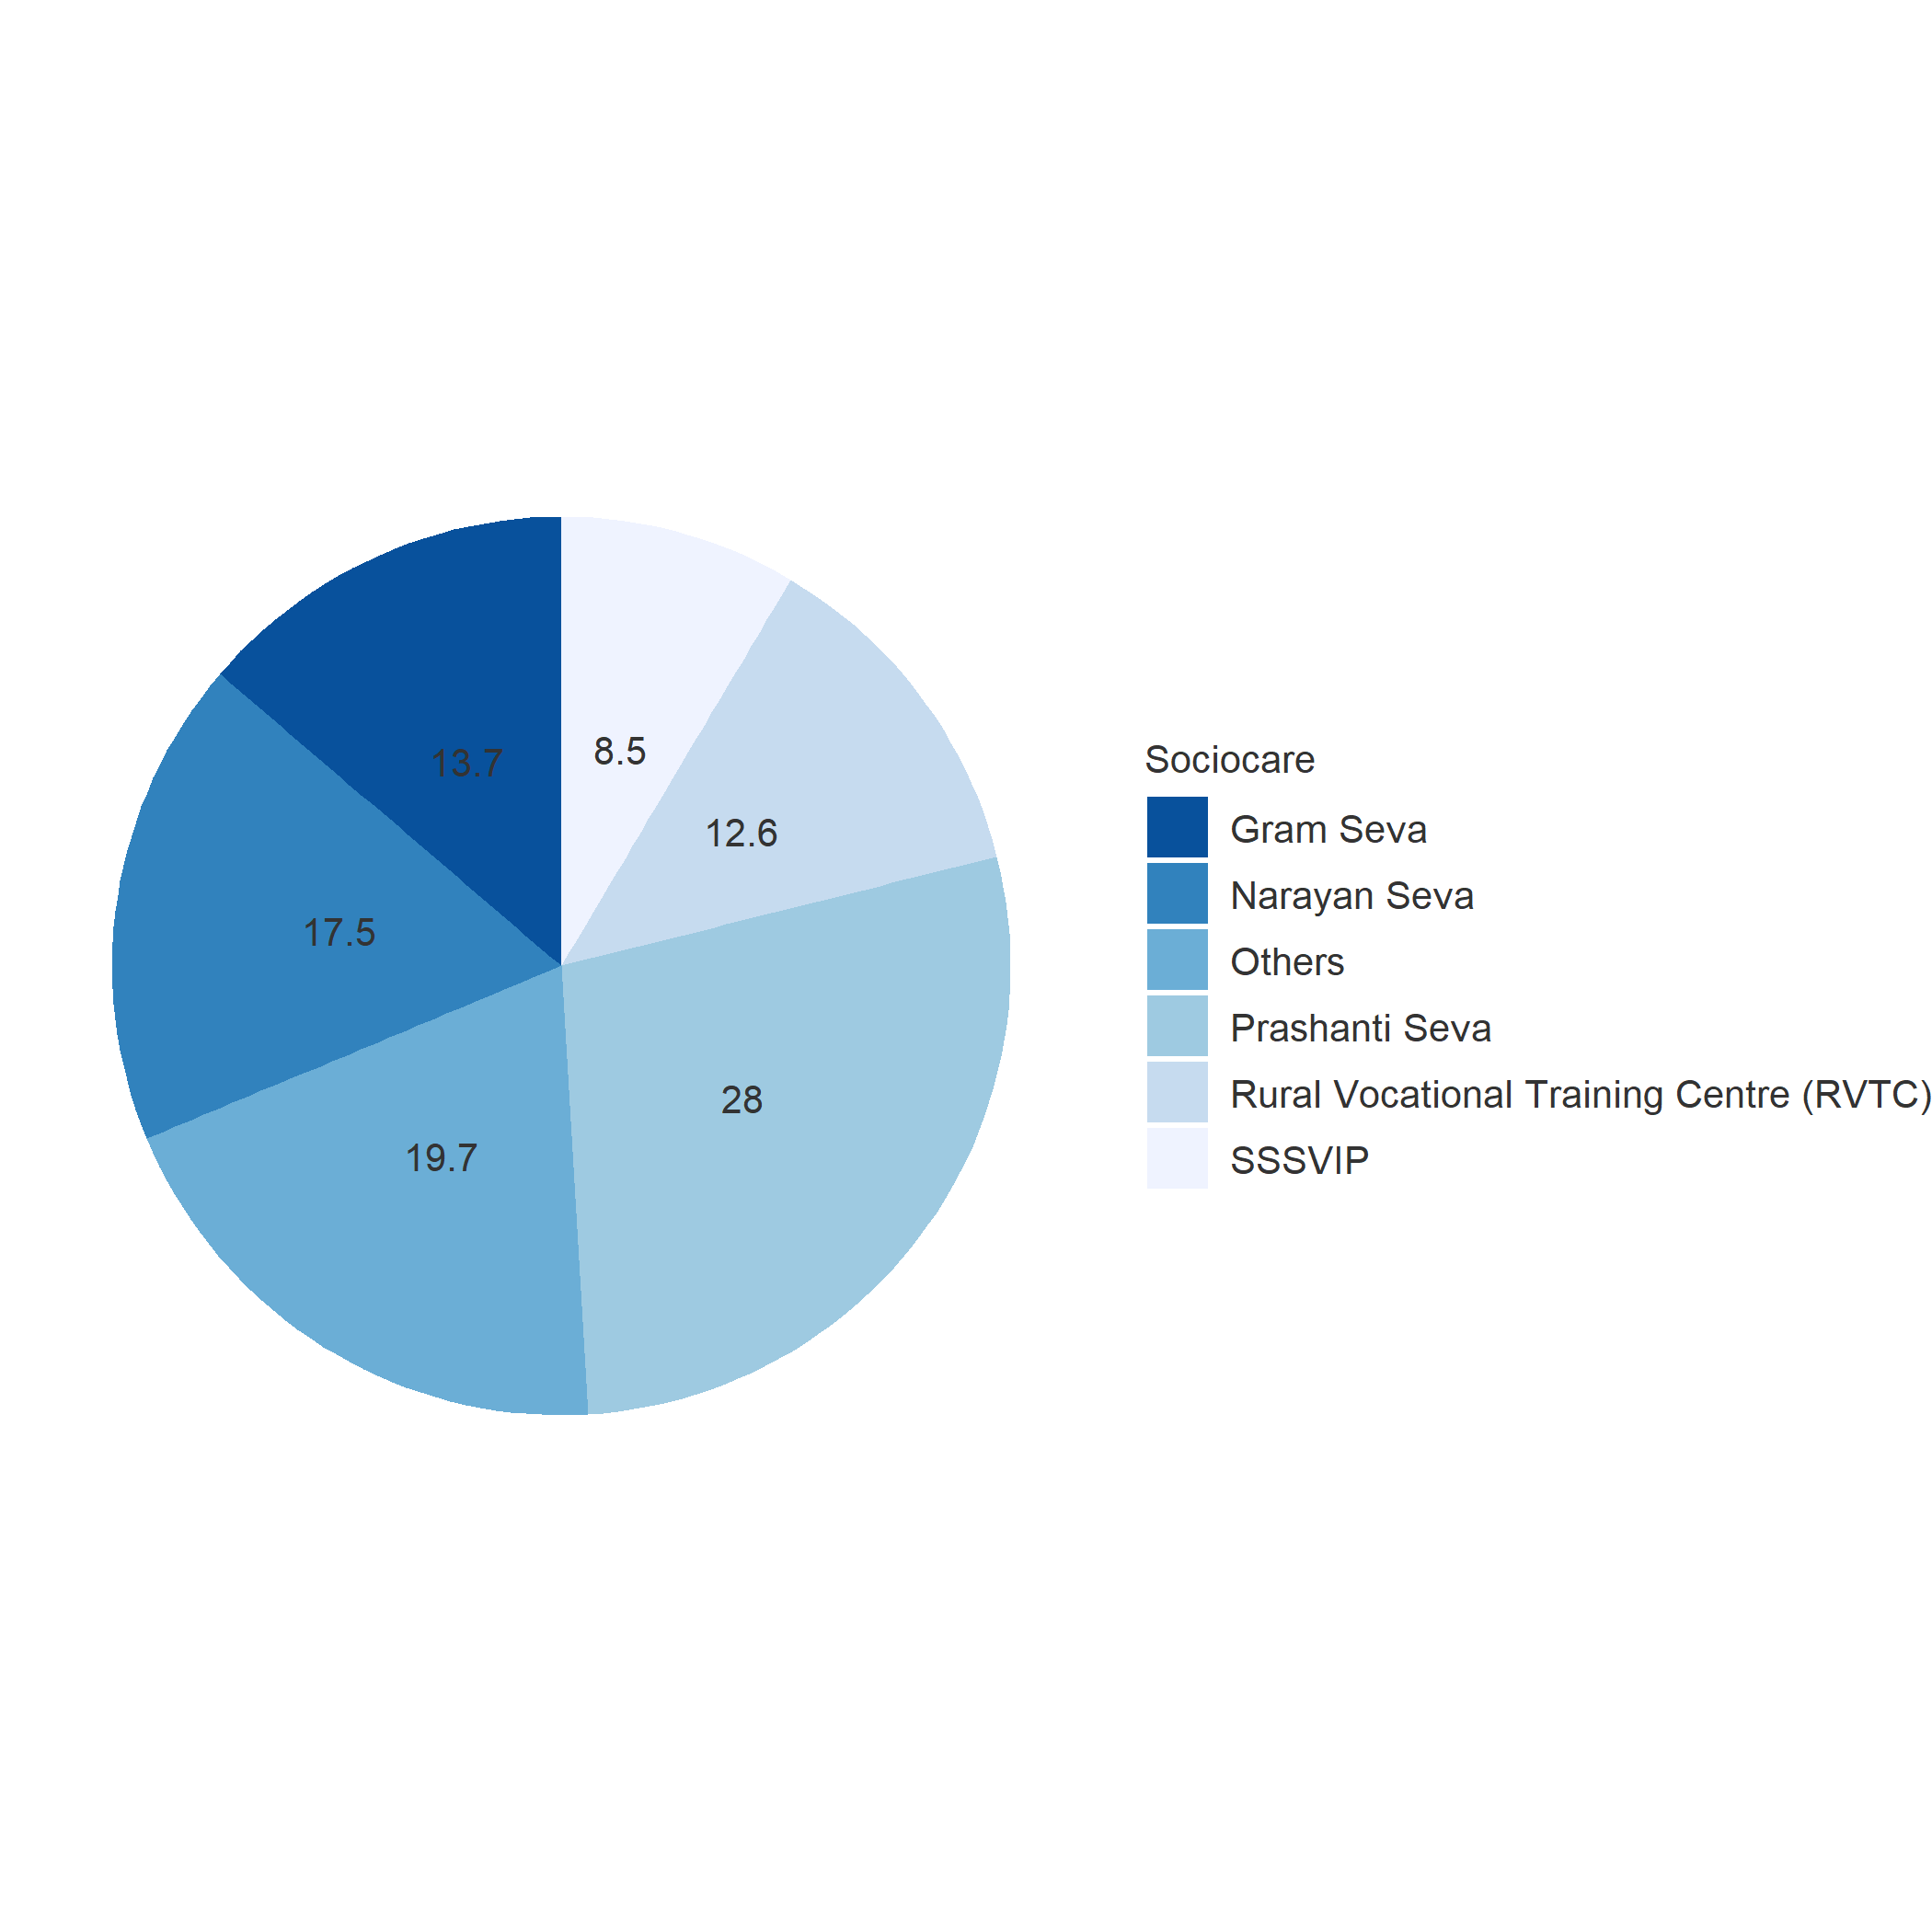 13.7
8.5
12.6
17.5
28
19.7
Sociocare
Gram Seva
Narayan Seva
Others
Prashanti Seva
Rural Vocational Training Centre (RVTC)
SSSVIP